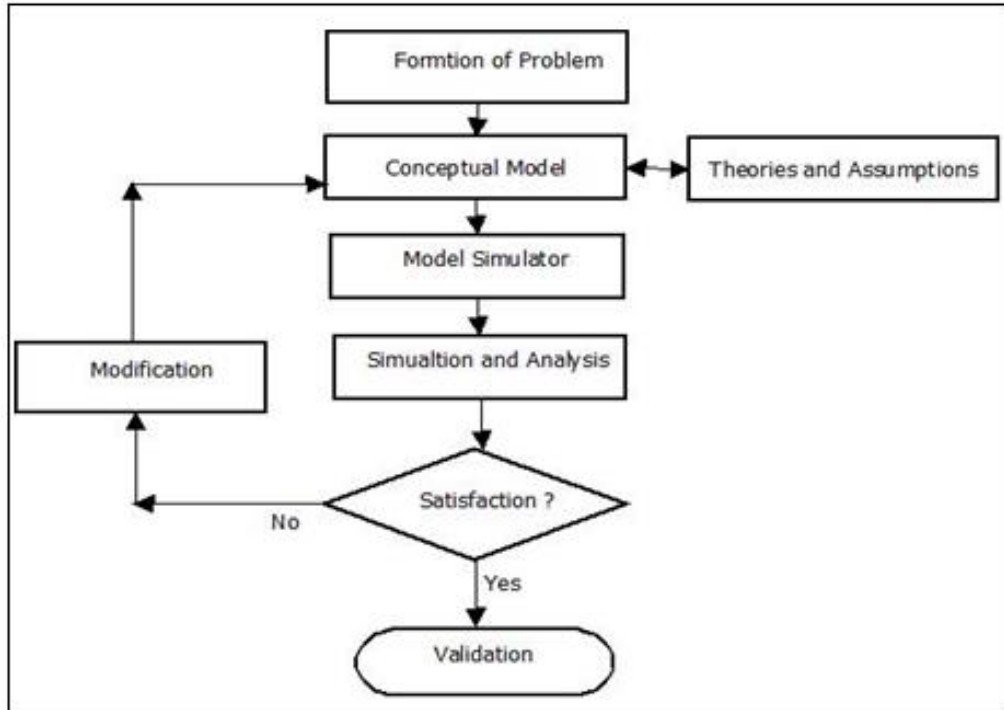 Formtion of Problem
Conceptual Model
Theories and Assumptions
Model Simulator
Simualtion and Analysis
Modification
Satisfaction ?
No
Yes
Validation